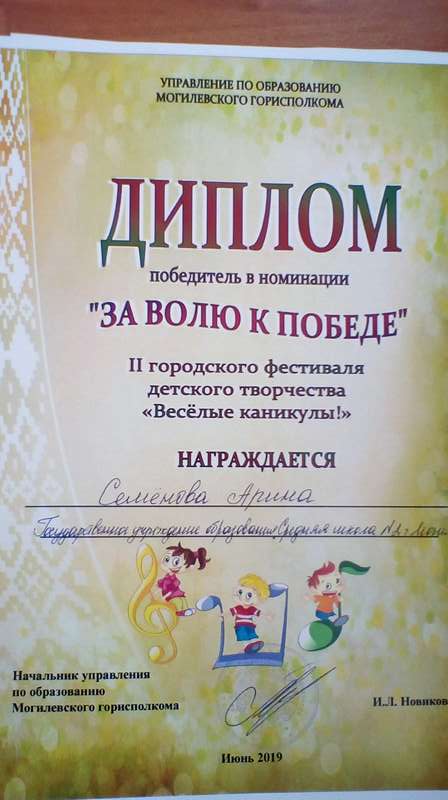 УПРАВЛЕНИЕ ПО ОБРАЗОВАНИЮ
МОГИЛЕВСКОГО ГОРИСПОЛКОМА
ДИПЛОМ
победитель в номинации
"ЗА ВОЛЮ К ПОБЕДЕ"
II городского фестиваля
детского творчества
«Весёлые каникулы!»
НАГРАЖДАЕТСЯ
Семёнова Арина
Государственное учреждение образования Средняя школа
Начальник управления
по образованию
Могилевского горисполкома
И.Л. Новиков
Июнь 2019